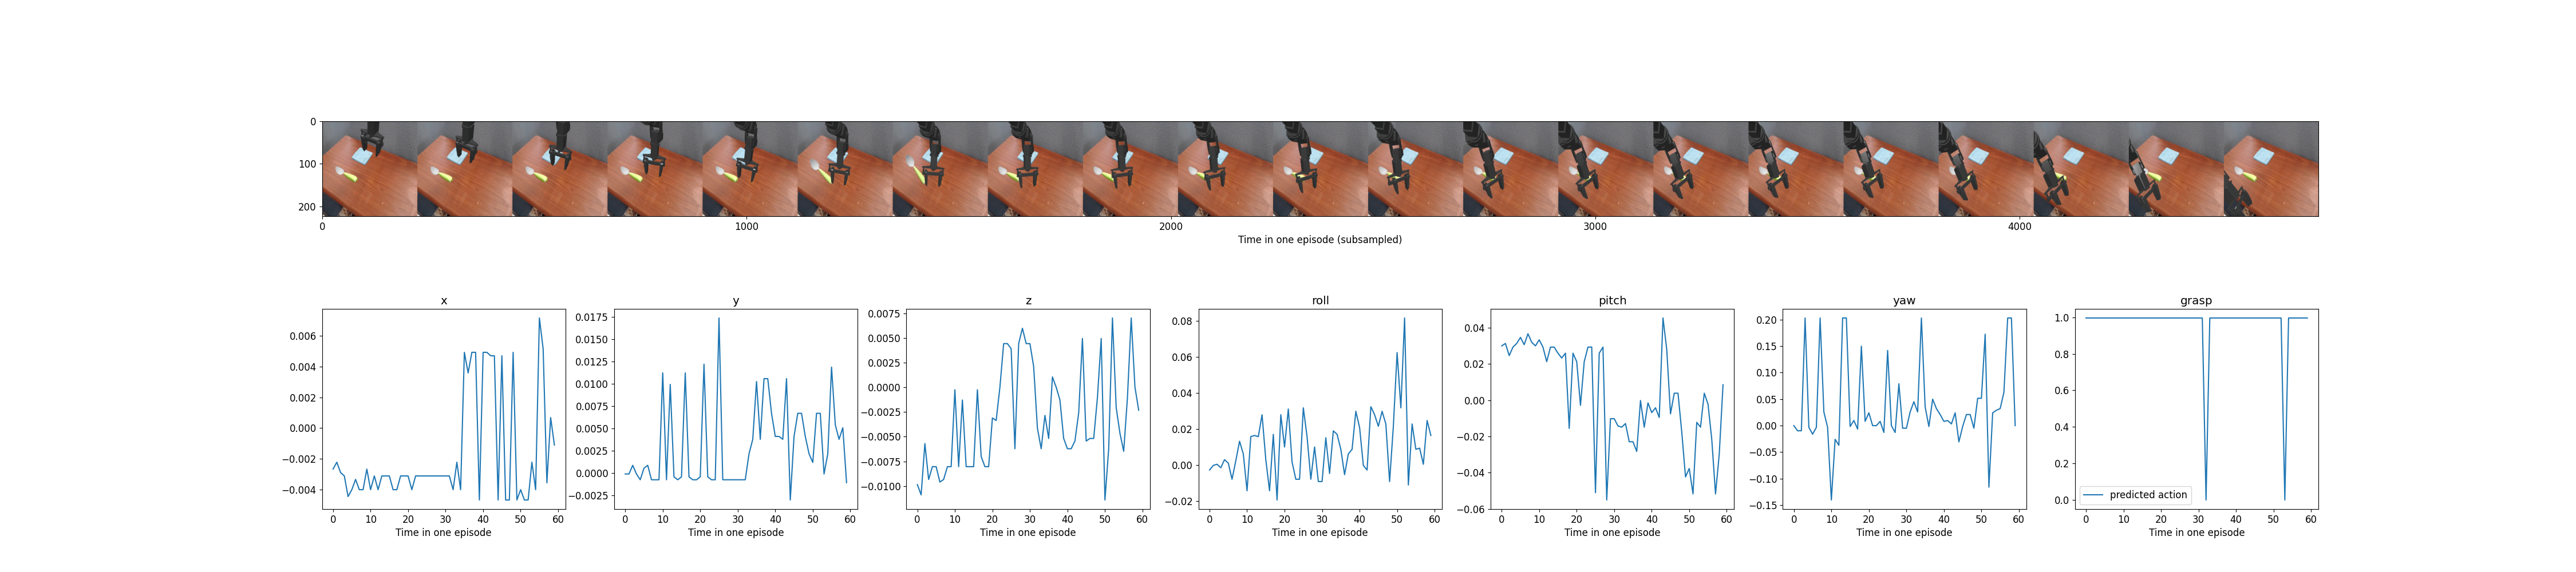 0
100
200
0 1000 2000 3000 4000
Time in one episode (subsampled)
x y z roll pitch yaw grasp
0.006
0.004
0.002
0.000
−0.002
−0.004
0 10 20 30 40 50 60
Time in one episode
0.0175
0.0150
0.0125
0.0100
0.0075
0.0050
0.0025
0.0000
−0.0025
0 10 20 30 40 50 60
Time in one episode
0.0075
0.0050
0.0025
0.0000
−0.0025
−0.0050
−0.0075
−0.0100
0 10 20 30 40 50 60
Time in one episode
0.08
0.06
0.04
0.02
0.00
−0.02
0 10 20 30 40 50 60
Time in one episode
0.04
0.02
0.00
−0.02
−0.04
−0.06
0 10 20 30 40 50 60
Time in one episode
0.20
0.15
0.10
0.05
0.00
−0.05
−0.10
−0.15
0 10 20 30 40 50 60
Time in one episode
1.0
0.8
0.6
0.4
0.2
0.0
predicted action
0 10 20 30 40 50 60
Time in one episode